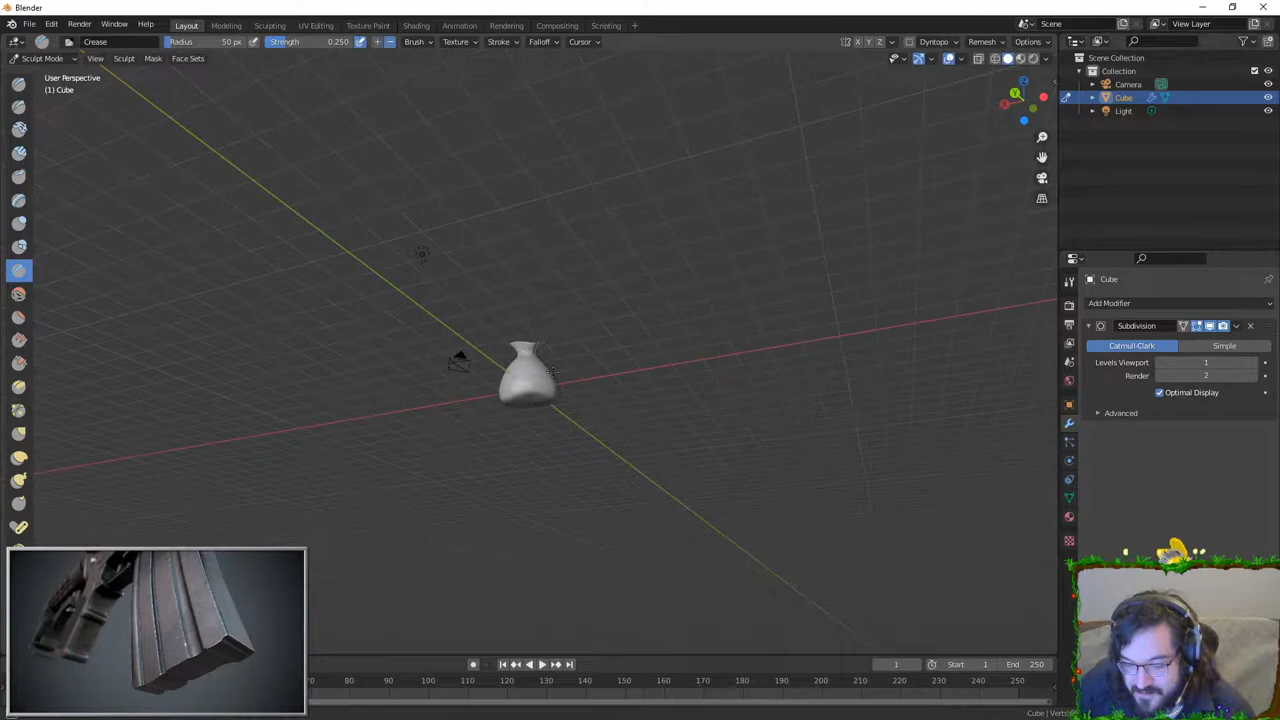 Blender
File Edit Render Window Help Layout Modeling Sculpting UV Editing Texture Paint Shading Animation Rendering Compositing Scripting + Scene View Layer
Crease Radius 50 px Strength 0.250 Brush Texture Stroke Falloff Cursor X Y Z Dyntopo Remesh Options
Sculpt Mode View Sculpt Mask Face Sets
Scene Collection
Collection
Camera
Cube
Light
User Perspective
(1) Cube
Z
Y
X
Cube
Add Modifier
Subdivision
Catmull-Clark Simple
Levels Viewport 1
Render 2
Optimal Display
Advanced
1 Start 1 End 250
70 80 90 100 110 120 130 140 150 160 170 180 190 200 210 220 230 240 250
Cube | Verts: